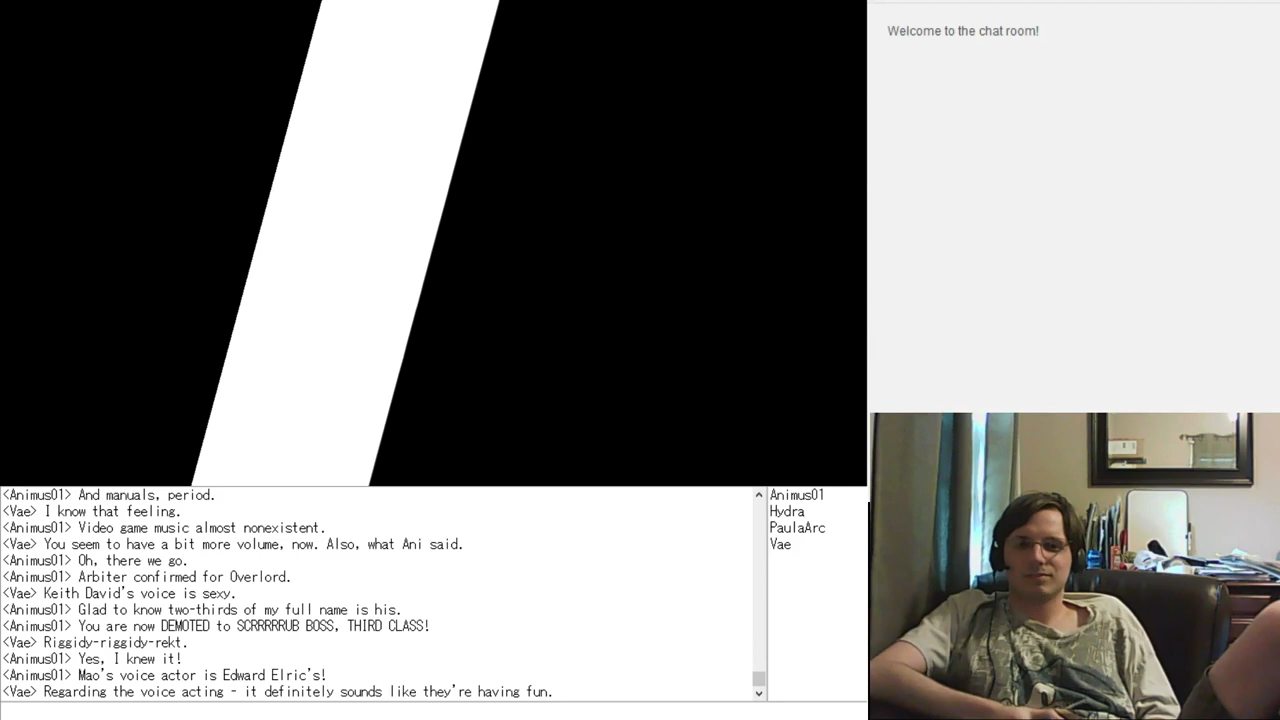 Welcome to the chat room!
<Animus01> And manuals, period.
<Vae> I know that feeling.
<Animus01> Video game music almost nonexistent.
<Vae> You seem to have a bit more volume, now. Also, what Ani said.
<Animus01> Oh, there we go.
<Animus01> Arbiter confirmed for Overlord.
<Vae> Keith David's voice is sexy.
<Animus01> Glad to know two-thirds of my full name is his.
<Animus01> You are now DEMOTED to SCRRRRRUB BOSS, THIRD CLASS!
<Vae> Riggidy-riggidy-rekt.
<Animus01> Yes, I knew it!
<Animus01> Mao's voice actor is Edward Elric's!
<Vae> Regarding the voice acting - it definitely sounds like they're having fun.
Animus01
Hydra
PaulaArc
Vae